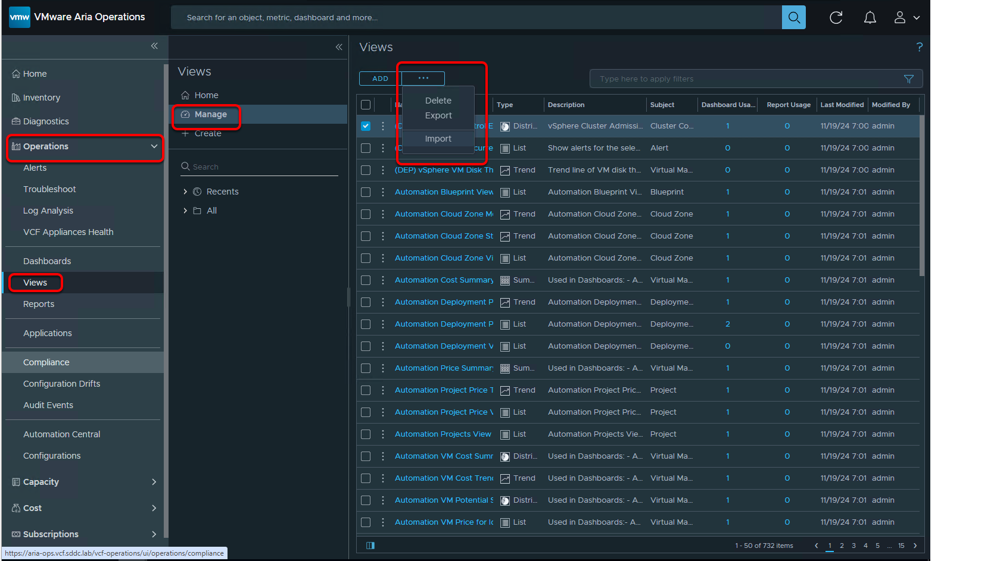 vmw VMware Aria Operations
Search for an object, metric, dashboard and more...
Home
Inventory
Diagnostics
Operations
Alerts
Troubleshoot
Log Analysis
VCF Appliances Health
Dashboards
Views
Reports
Applications
Compliance
Configuration Drifts
Audit Events
Automation Central
Configurations
Capacity
Cost
Subscriptions
https://aria-ops.vcf.sddc.lab/vcf-operations/ui/operations/compliance
Views
Home
Manage
Create
Search
Recents
All
Views ?
ADD ...
Delete
Export
Import
Type here to apply filters
Type Description Subject Dashboard Usa... Report Usage Last Modified Modified By
Distri... vSphere Cluster Admissi... Cluster Co... 1 0 11/19/24 7:00 admin
List Show alerts for the sele... Alert 0 0 11/19/24 7:00 admin
(DEP) vSphere VM Disk Th Trend Trend line of VM disk th... Virtual Ma... 0 0 11/19/24 7:00 admin
Automation Blueprint View List Automation Blueprint Vi... Blueprint 1 0 11/19/24 7:01 admin
Automation Cloud Zone Trend Automation Cloud Zone... Cloud Zone 1 0 11/19/24 7:01 admin
Automation Cloud Zone St Trend Automation Cloud Zone... Cloud Zone 1 0 11/19/24 7:01 admin
Automation Cloud Zone Vi List Automation Cloud Zone... Cloud Zone 1 0 11/19/24 7:01 admin
Automation Cost Summary Sum... Used in Dashboards: - A... Virtual Ma... 1 0 11/19/24 7:01 admin
Automation Deployment P Trend Automation Deploymen... Deployme... 1 0 11/19/24 7:01 admin
Automation Deployment P List Automation Deploymen... Deployme... 2 0 11/19/24 7:01 admin
Automation Deployment V List Automation Deploymen... Deployme... 0 0 11/19/24 7:01 admin
Automation Price Summary Sum... Used in Dashboards: - A... Virtual Ma... 1 0 11/19/24 7:01 admin
Automation Project Price T Trend Automation Project Pric... Project 1 0 11/19/24 7:01 admin
Automation Project Price V List Automation Project Pric... Project 1 0 11/19/24 7:01 admin
Automation Projects View List Automation Projects Vie... Project 1 0 11/19/24 7:01 admin
Automation VM Cost Sumr Distri... Used in Dashboards: - A... Virtual Ma... 1 0 11/19/24 7:01 admin
Automation VM Cost Trend Trend Used in Dashboards: - A... Virtual Ma... 1 0 11/19/24 7:01 admin
Automation VM Potential S Distri... Used in Dashboards: - A... Virtual Ma... 1 0 11/19/24 7:01 admin
Automation VM Price for List Used in Dashboards:- A... Virtual Ma... 1 0 11/19/24 7:01 admin
1 - 50 of 732 items 1 2 3 4 5 ... 15